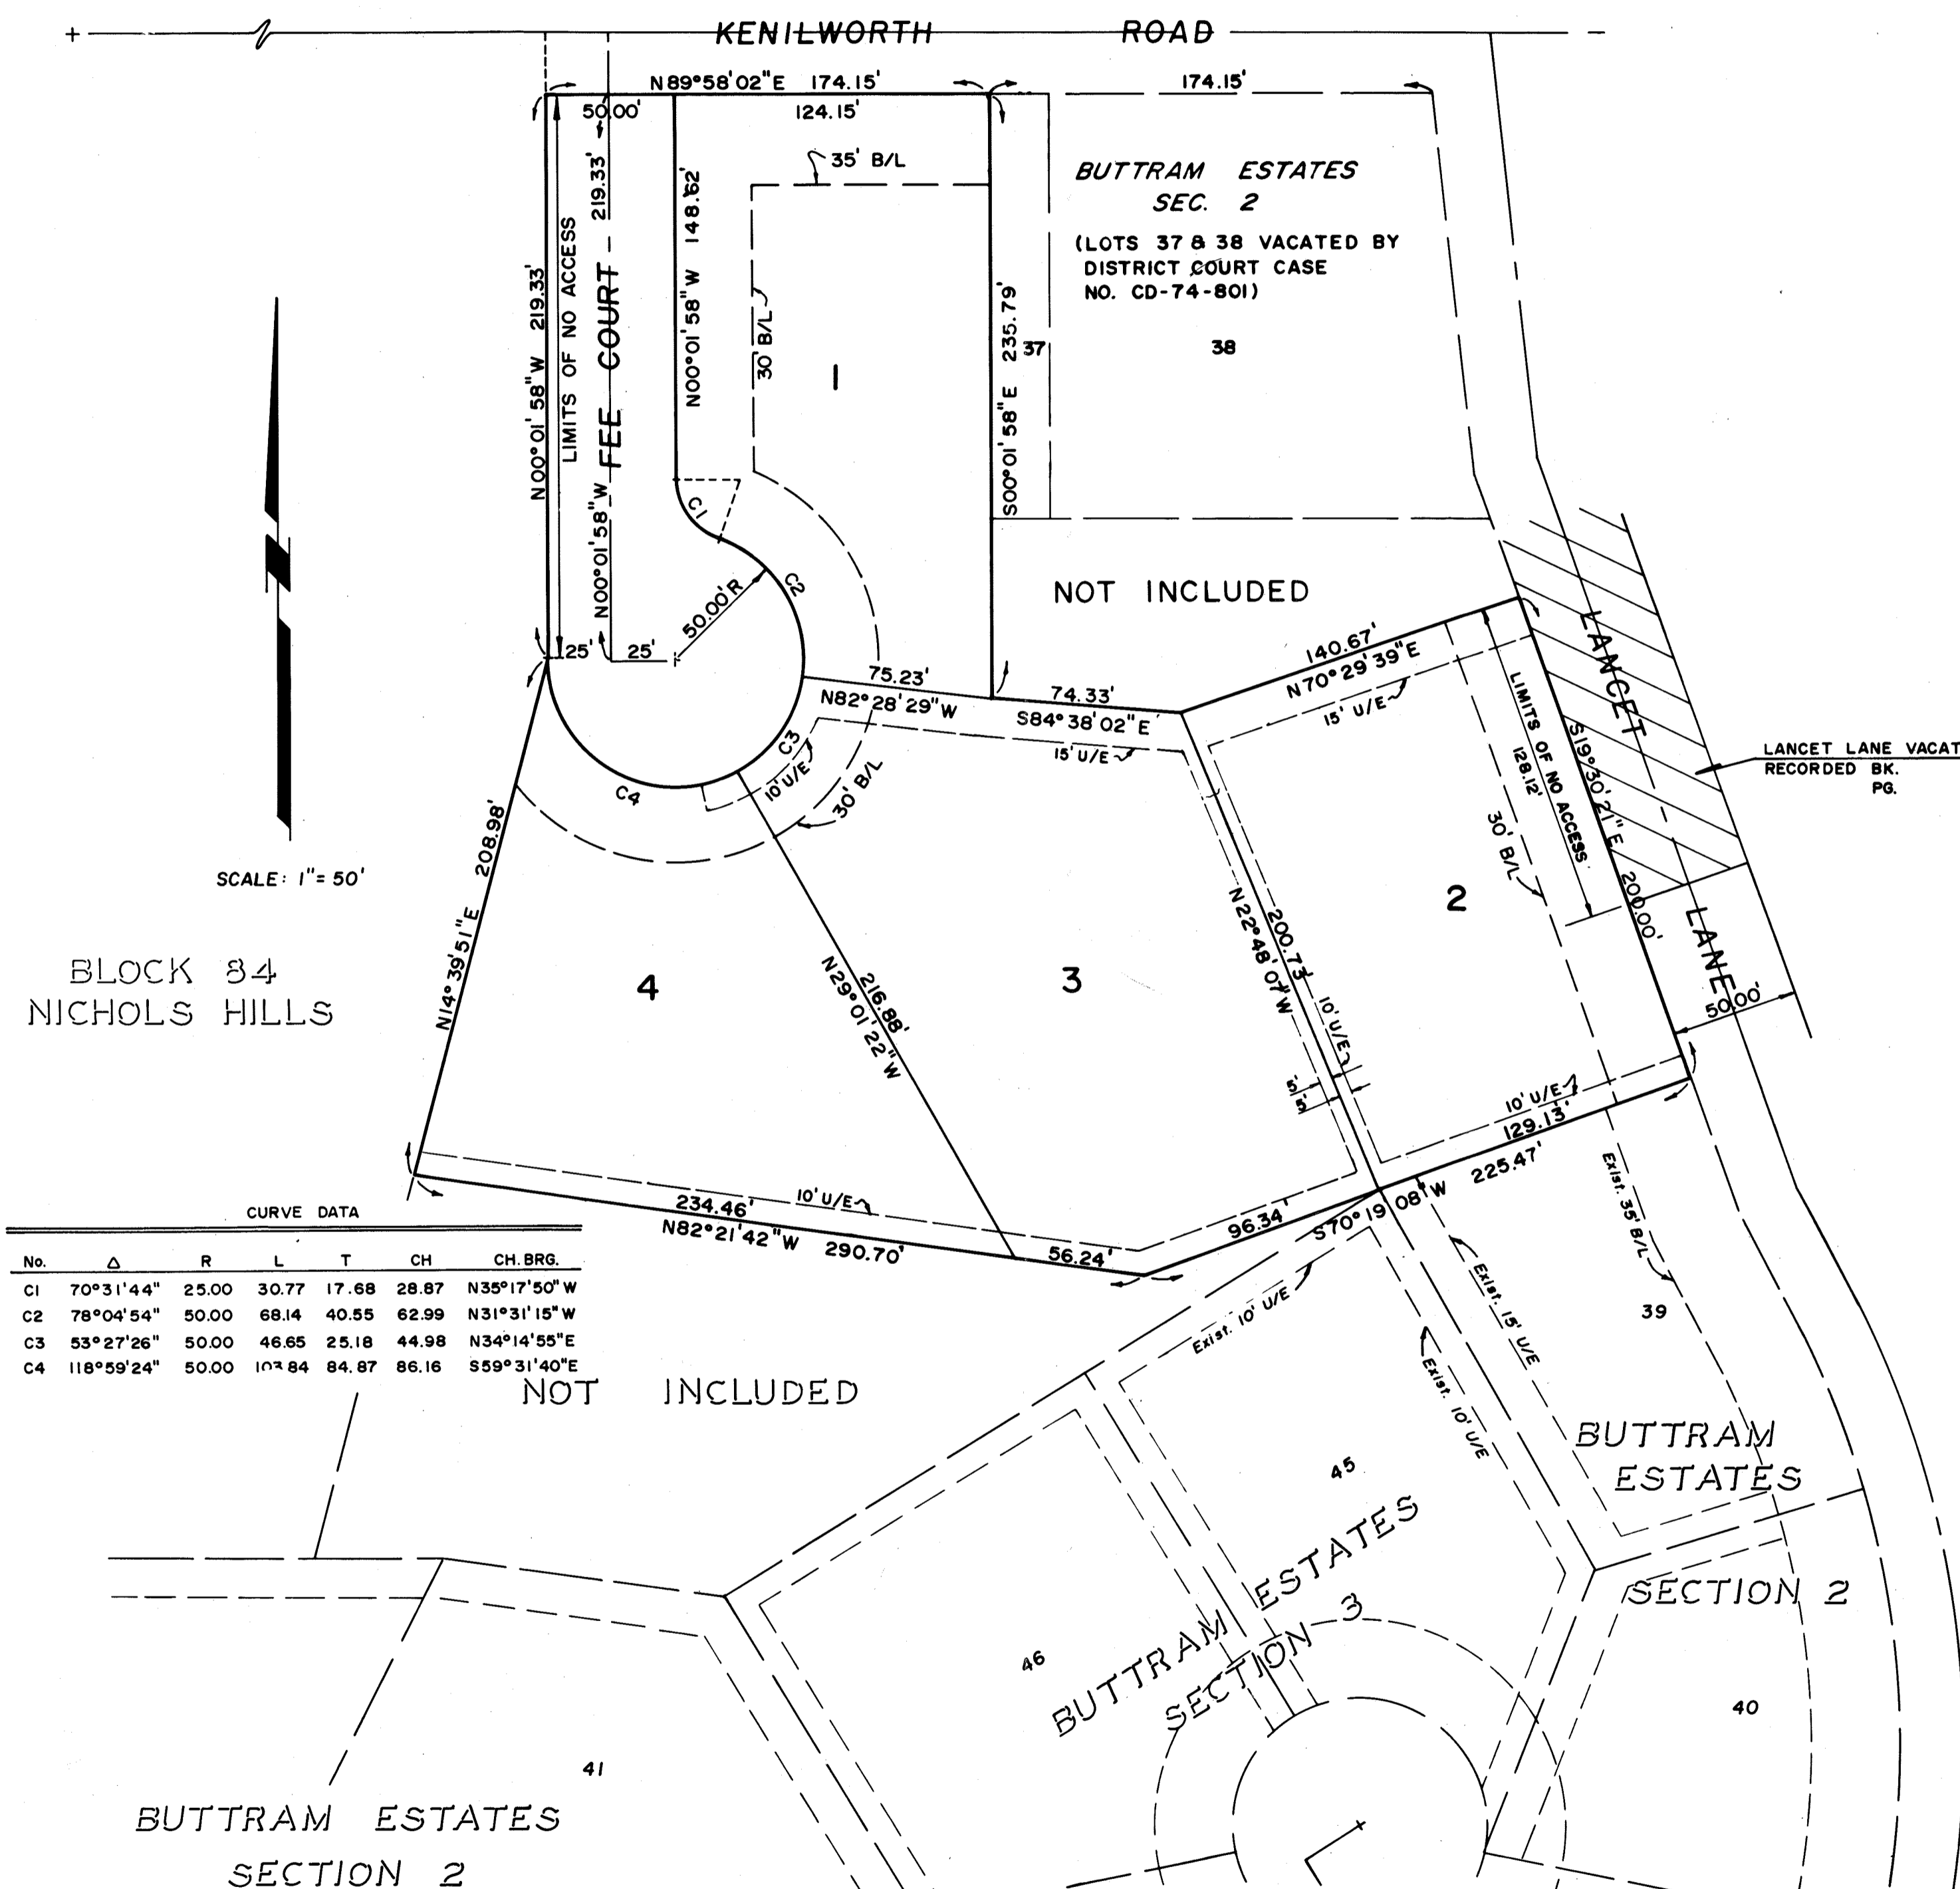 KENILWORTH ROAD
N89°58'02"E 174.15'
174.15'
50.00'
124.15'
35' B/L
BUTTRAM ESTATES
SEC. 2
(LOTS 37 & 38 VACATED BY
DISTRICT COURT CASE
NO. CD-74-801)
N00°01'58"W 219.33'
LIMITS OF NO ACCESS
N00°01'58"W FEE COURT 219.33'
N00°01'58"W 148.62'
30' B/L
1
S00°01'58"E 235.79'
37
38
C1
C2
50.00'R
25'
25'
NOT INCLUDED
75.23'
N82°28'29"W
74.33'
S84°38'02"E
15' U/E
140.67'
N70°29'39"E
15' U/E
LIMITS OF NO ACCESS
128.12'
30' B/L
S19°30'21"E
200.00'
LANCET LANE
LANCET LANE VACAT
RECORDED BK.
PG.
50.00'
C3
10' U/E
30' B/L
C4
SCALE: 1"= 50'
N14°39'51"E 208.98'
BLOCK 84
NICHOLS HILLS
4
3
2
216.88'
N29°01'22"W
200.73'
N22°48'07"W
10' U/E
5'
5'
10' U/E
129.13'
225.47'
S70°19'08"W
96.34'
234.46'
10' U/E
N82°21'42"W 290.70'
56.24'
Exist. 35' B/L
Exist. 10' U/E
Exist. 15' U/E
Exist. 10' U/E
39
CURVE DATA
No. Δ R L T CH CH. BRG.
C1 70°31'44" 25.00 30.77 17.68 28.87 N35°17'50"W
C2 78°04'54" 50.00 68.14 40.55 62.99 N31°31'15"W
C3 53°27'26" 50.00 46.65 25.18 44.98 N34°14'55"E
C4 118°59'24" 50.00 103.84 84.87 86.16 S59°31'40"E
NOT INCLUDED
BUTTRAM
ESTATES
SECTION 2
45
BUTTRAM ESTATES
SECTION 3
46
40
41
BUTTRAM ESTATES
SECTION 2